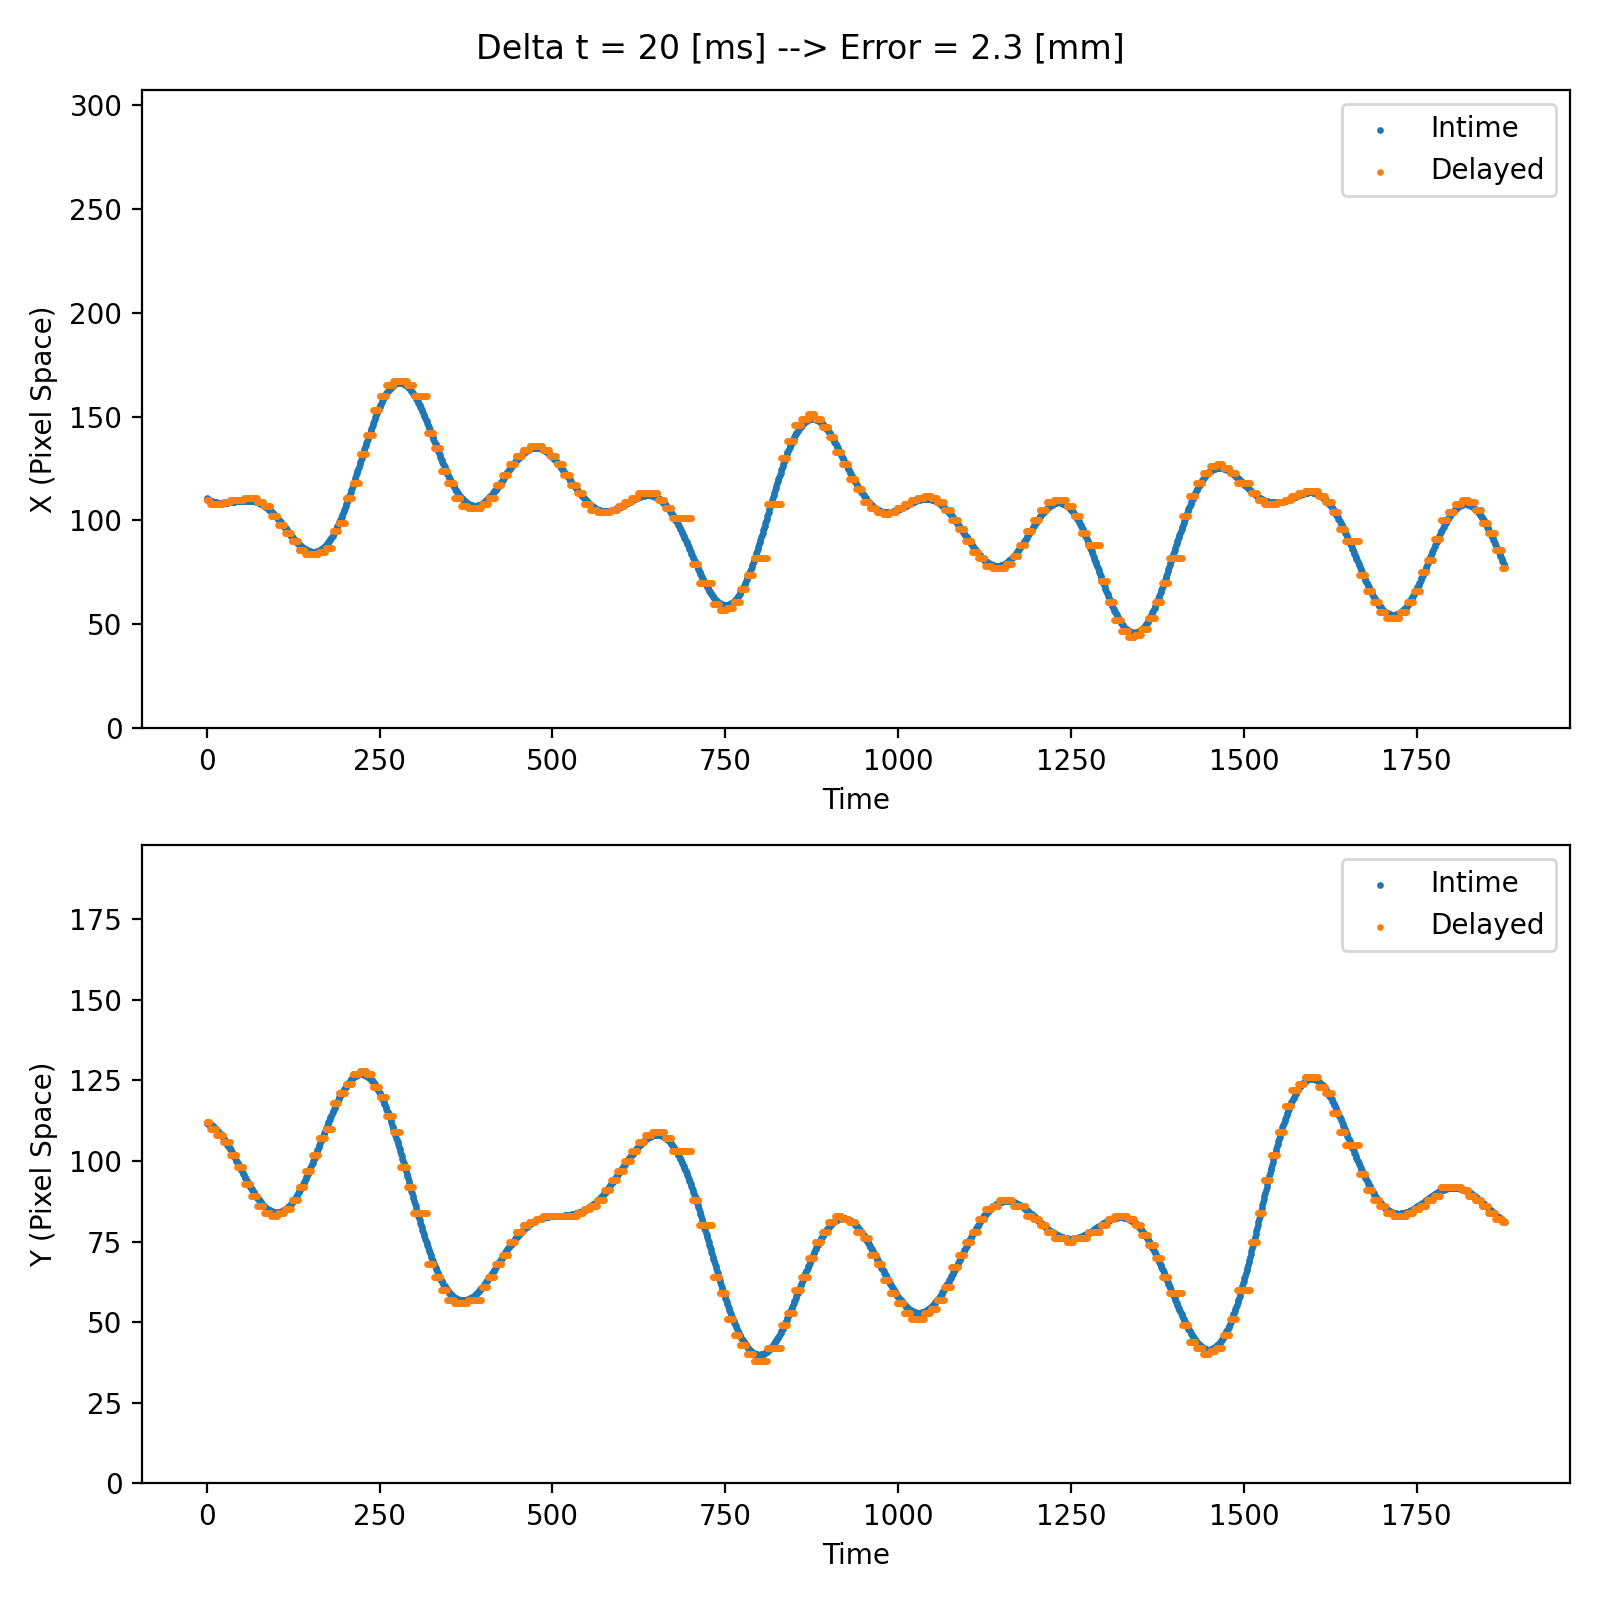 Delta t = 20 [ms] --> Error = 2.3 [mm]
300
250
200
150
100
50
0
X (Pixel Space)
Intime
Delayed
0 250 500 750 1000 1250 1500 1750
Time
175
150
125
100
75
50
25
0
Y (Pixel Space)
Intime
Delayed
0 250 500 750 1000 1250 1500 1750
Time